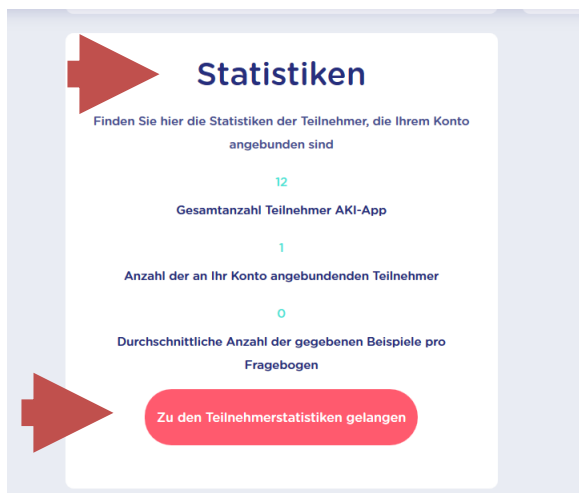 Statistiken
Finden Sie hier die Statistiken der Teilnehmer, die Ihrem Konto
angebunden sind
12
Gesamtanzahl Teilnehmer AKI-App
1
Anzahl der an Ihr Konto angebundenden Teilnehmer
0
Durchschnittliche Anzahl der gegebenen Beispiele pro
Fragebogen
Zu den Teilnehmerstatistiken gelangen